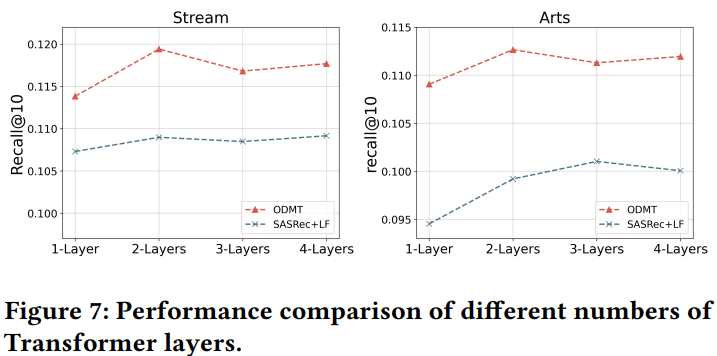 Stream
Recall@10
0.120
0.115
0.110
0.105
0.100
1-Layer 2-Layers 3-Layers 4-Layers
ODMT
SASRec+LF
Arts
recall@10
0.115
0.110
0.105
0.100
0.095
1-Layer 2-Layers 3-Layers 4-Layers
ODMT
SASRec+LF
Figure 7: Performance comparison of different numbers of
Transformer layers.